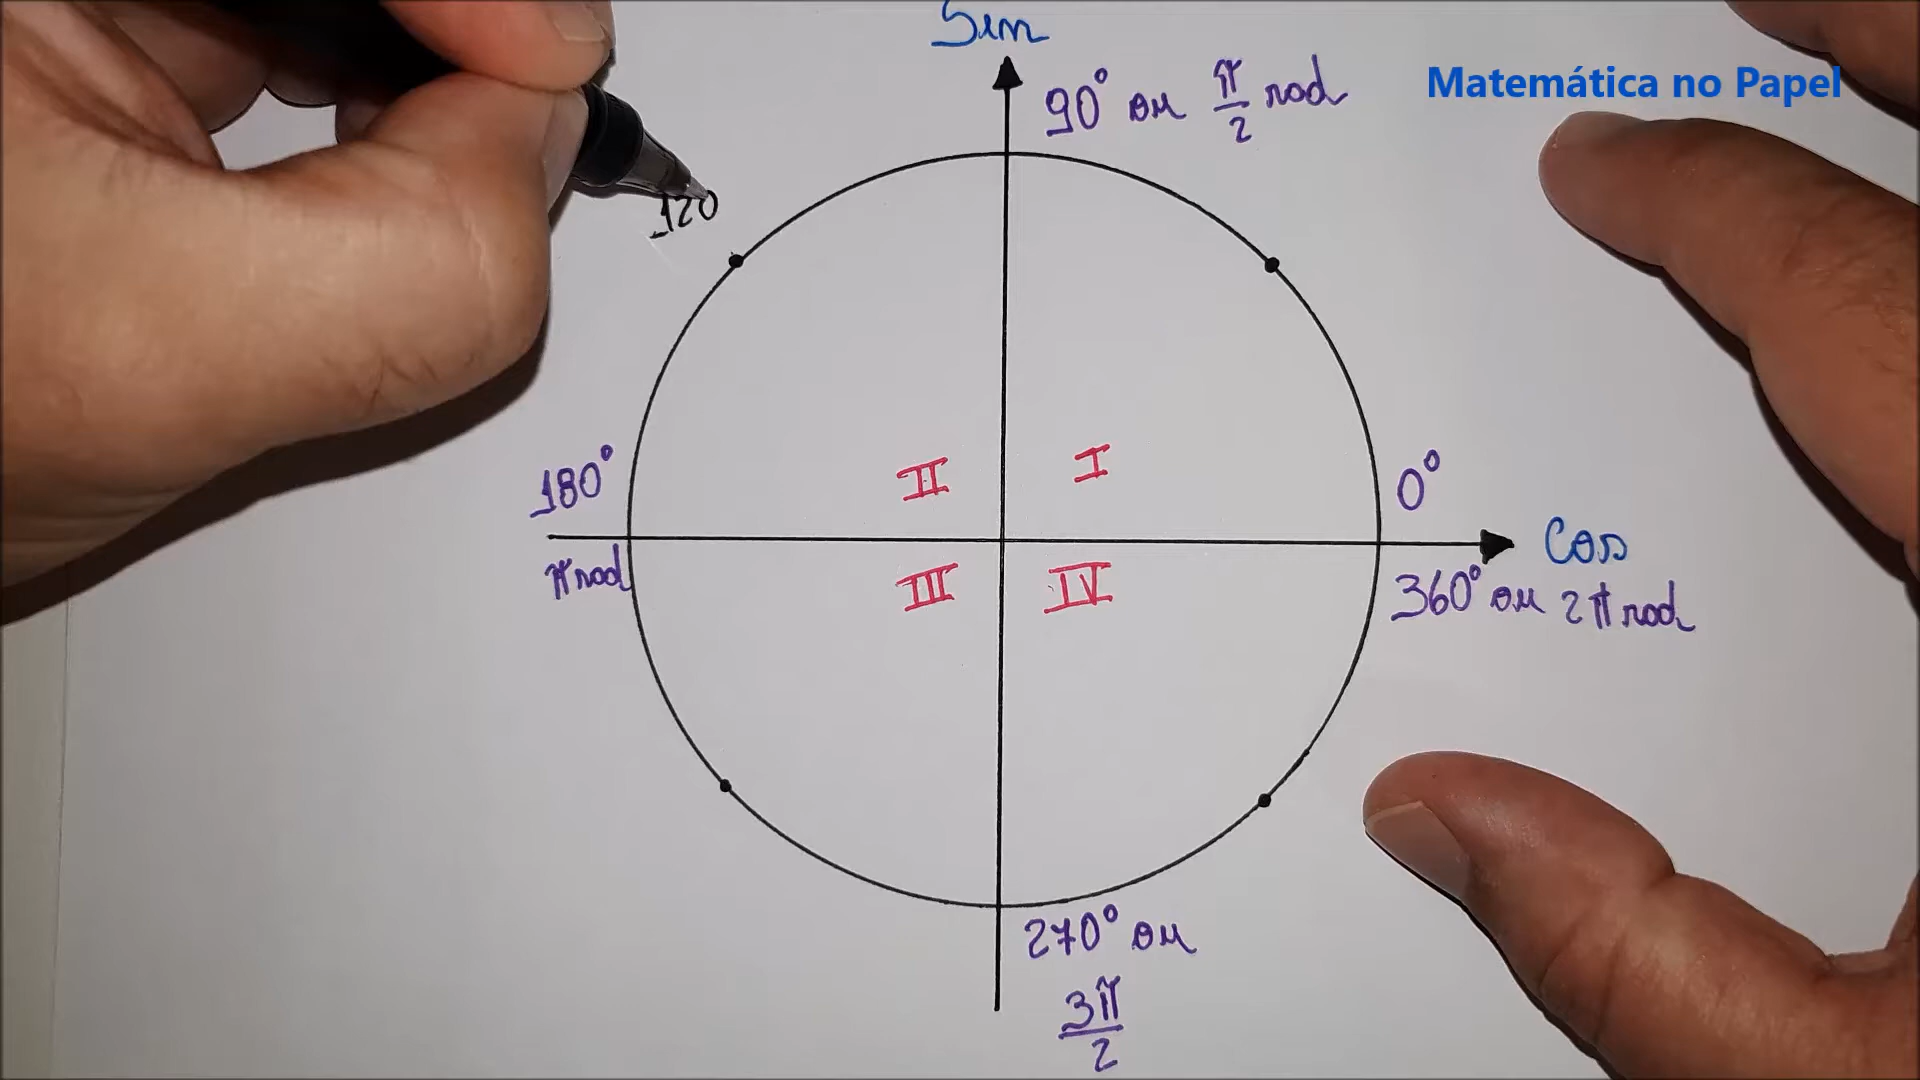 Sen
Matemática no Papel
90° ou π/2 rad
120
180°
II
I
0°
Cos
π rad
III
IV
360° ou 2π rad
270° ou
3π/2